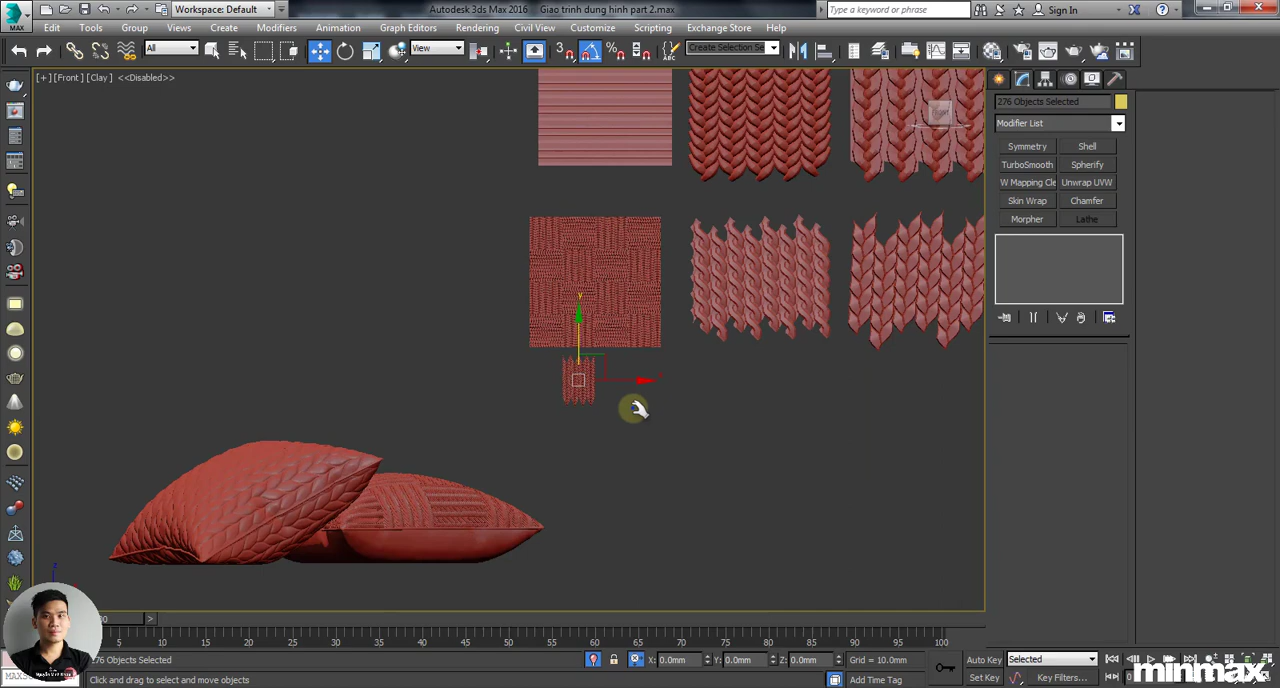 Autodesk 3ds Max 2016 Giao trinh dung hinh part 2.max
Workspace: Default
Type a keyword or phrase
Sign In
MAX
Edit Tools Group Views Create Modifiers Animation Graph Editors Rendering Civil View Customize Scripting Exchange Store Help
All
View
Create Selection Se
[+] [Front] [Clay] <<Disabled>>
276 Objects Selected
Modifier List
Symmetry Shell
TurboSmooth Spherify
W Mapping Cle Unwrap UVW
Skin Wrap Chamfer
Morpher Lathe
y
z
5 10 15 20 25 30 35 40 45 50 55 60 65 70 75 80 85 90 95 100
276 Objects Selected
X: 0.0mm Y: 0.0mm Z: 0.0mm Grid = 10.0mm
Auto Key Selected
Click and drag to select and move objects
Add Time Tag
Set Key Key Filters...
minmax